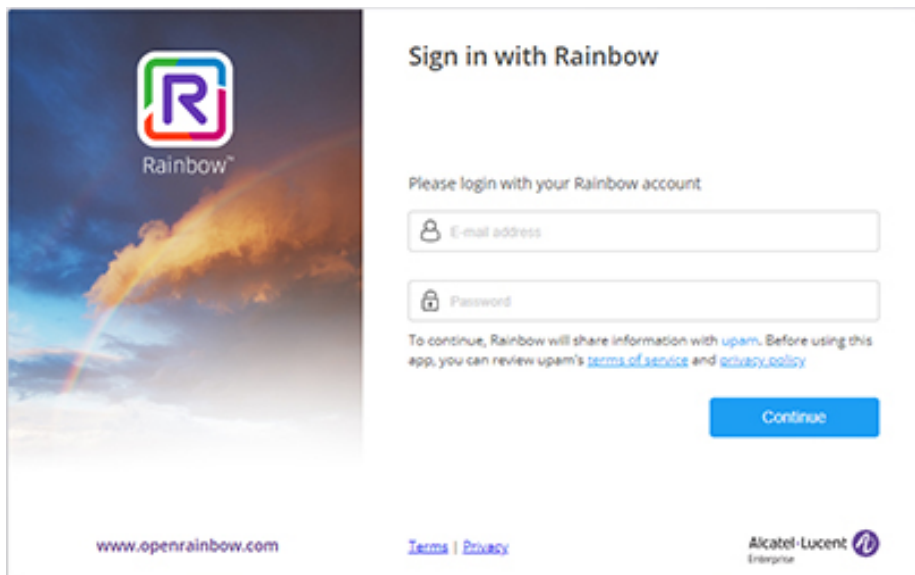 R
Rainbow™
Sign in with Rainbow
Please login with your Rainbow account
E-mail address
Password
To continue, Rainbow will share information with upam. Before using this
app, you can review upam's terms of service and privacy policy
Continue
www.openrainbow.com
Terms | Privacy
Alcatel·Lucent
Enterprise